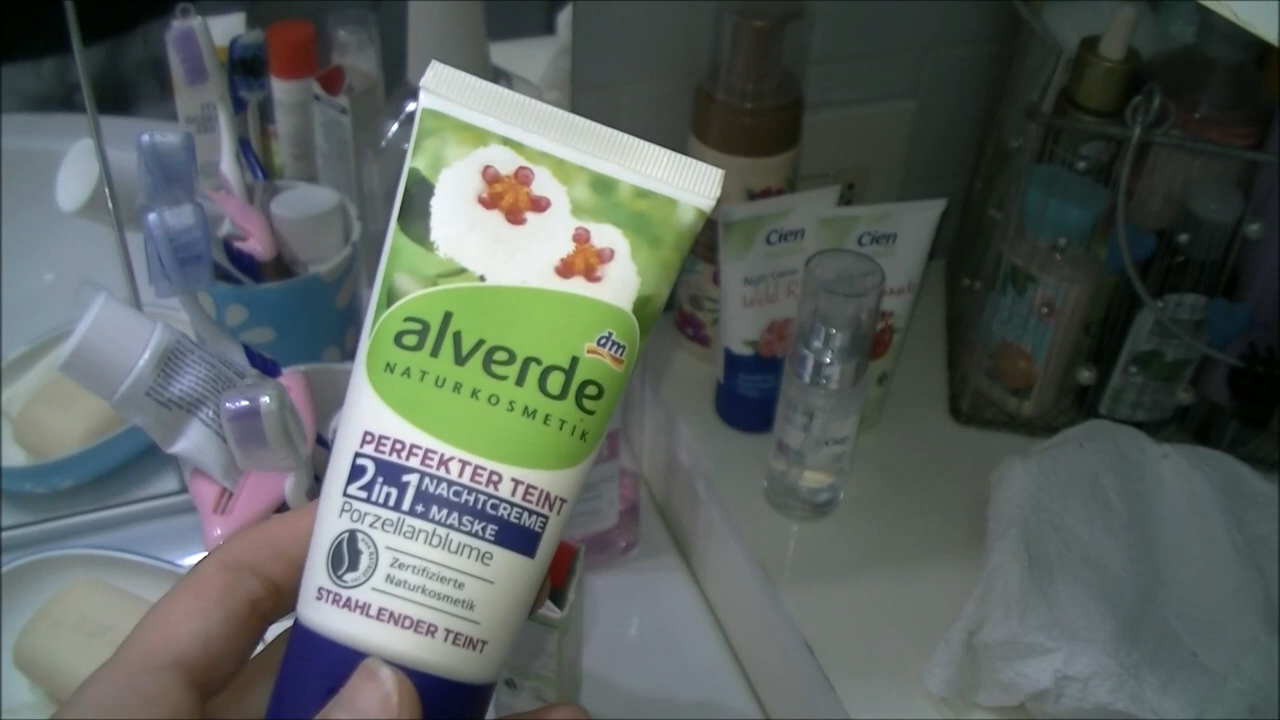 alverde
dm
NATURKOSMETIK
PERFEKTER TEINT
2in1 NACHTCREME
+ MASKE
Porzellanblume
Zertifizierte
Naturkosmetik
STRAHLENDER TEINT
Cien
Cien